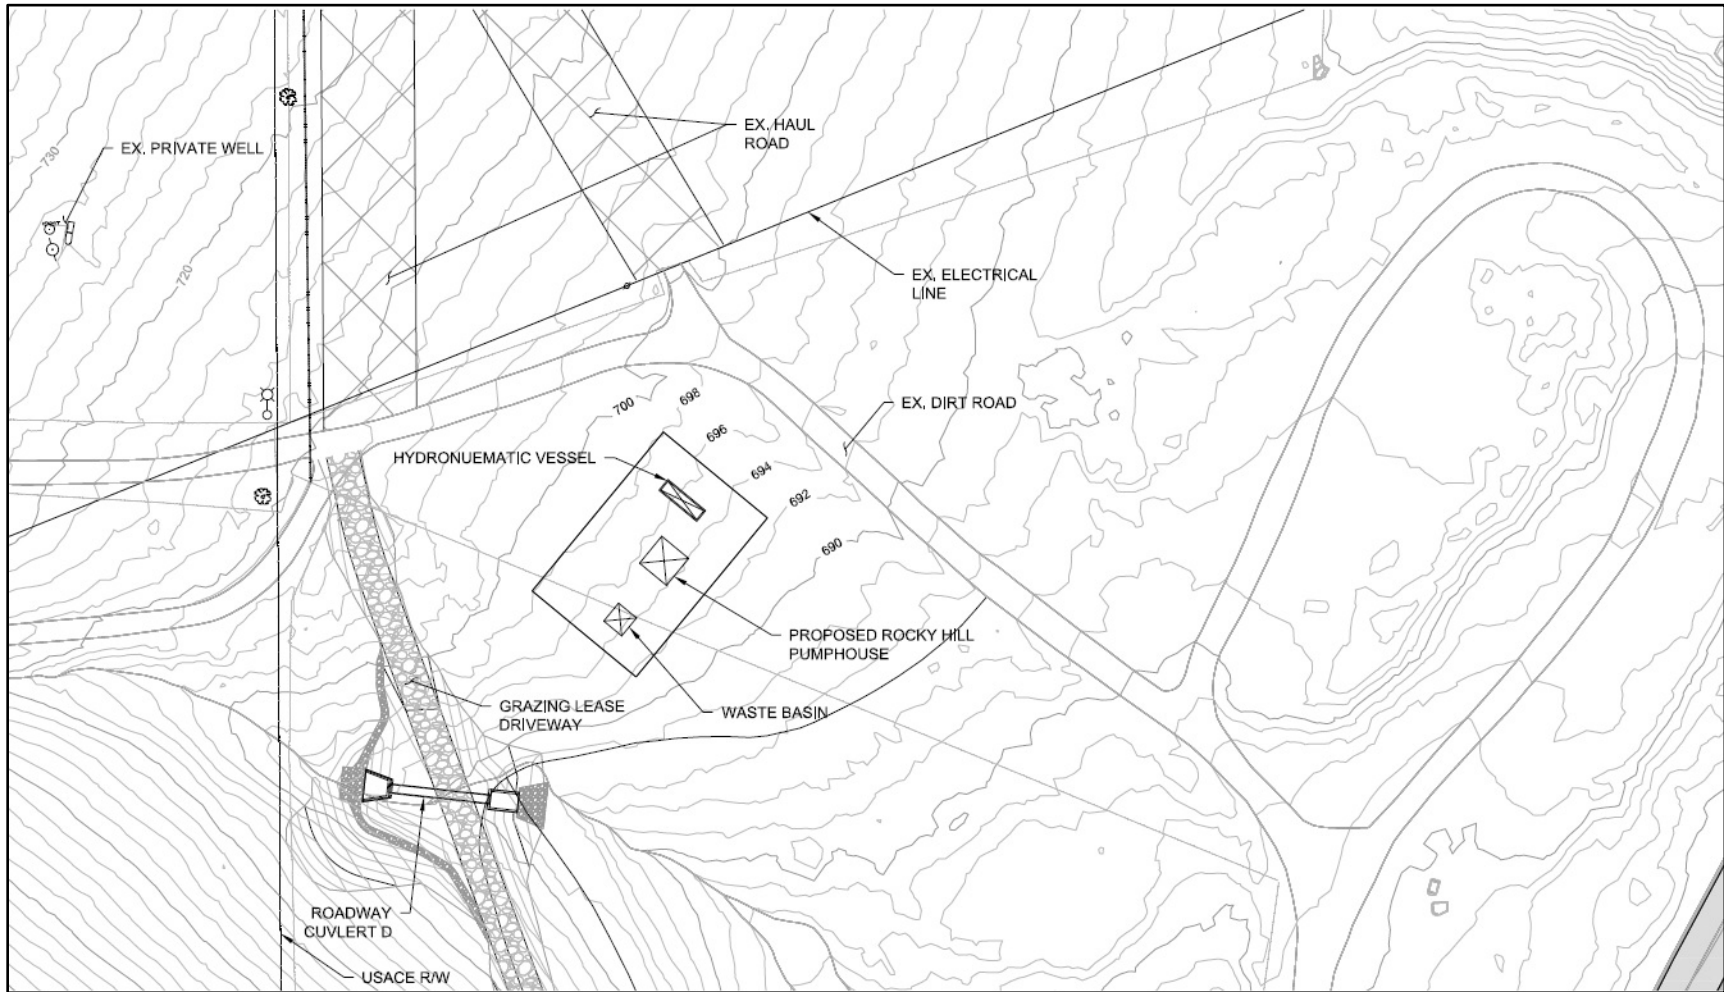 EX. HAUL
ROAD
EX. PRIVATE WELL
730
720
EX. ELECTRICAL
LINE
EX. DIRT ROAD
700
698
696
694
692
690
HYDRONUEMATIC VESSEL
PROPOSED ROCKY HILL
PUMPHOUSE
GRAZING LEASE
DRIVEWAY
WASTE BASIN
ROADWAY
CUVLERT D
USACE R/W